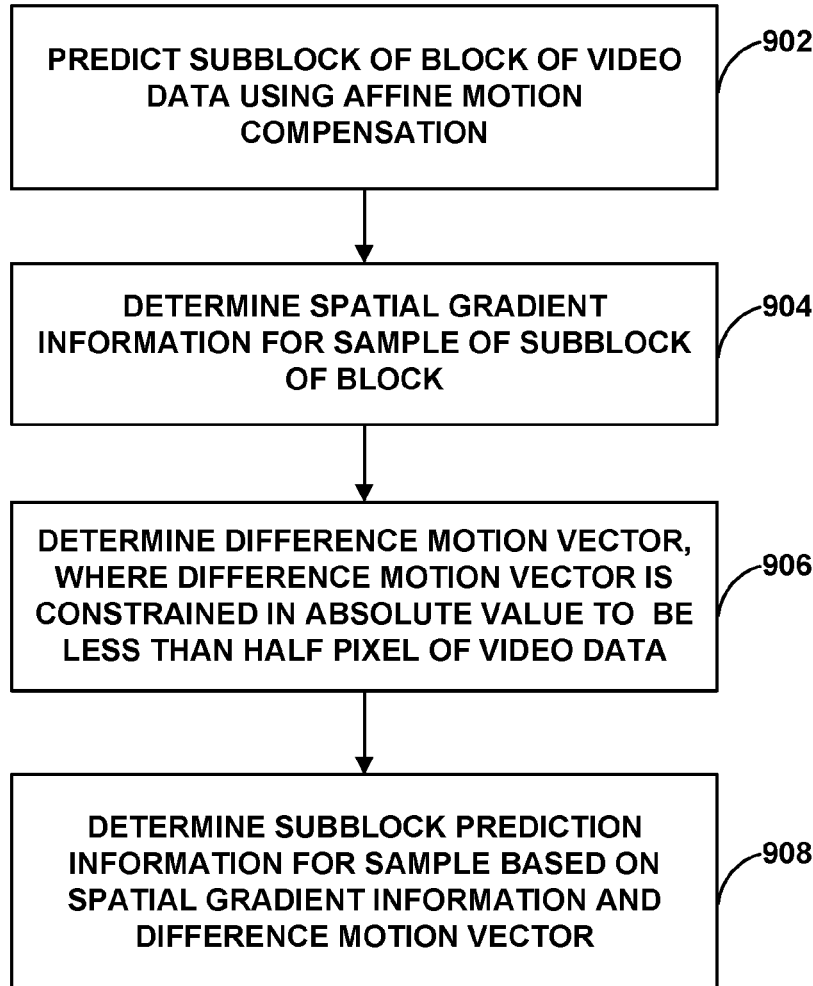 PREDICT SUBBLOCK OF BLOCK OF VIDEO
DATA USING AFFINE MOTION
COMPENSATION
902
DETERMINE SPATIAL GRADIENT
INFORMATION FOR SAMPLE OF SUBBLOCK
OF BLOCK
904
DETERMINE DIFFERENCE MOTION VECTOR,
WHERE DIFFERENCE MOTION VECTOR IS
CONSTRAINED IN ABSOLUTE VALUE TO BE
LESS THAN HALF PIXEL OF VIDEO DATA
906
DETERMINE SUBBLOCK PREDICTION
INFORMATION FOR SAMPLE BASED ON
SPATIAL GRADIENT INFORMATION AND
DIFFERENCE MOTION VECTOR
908